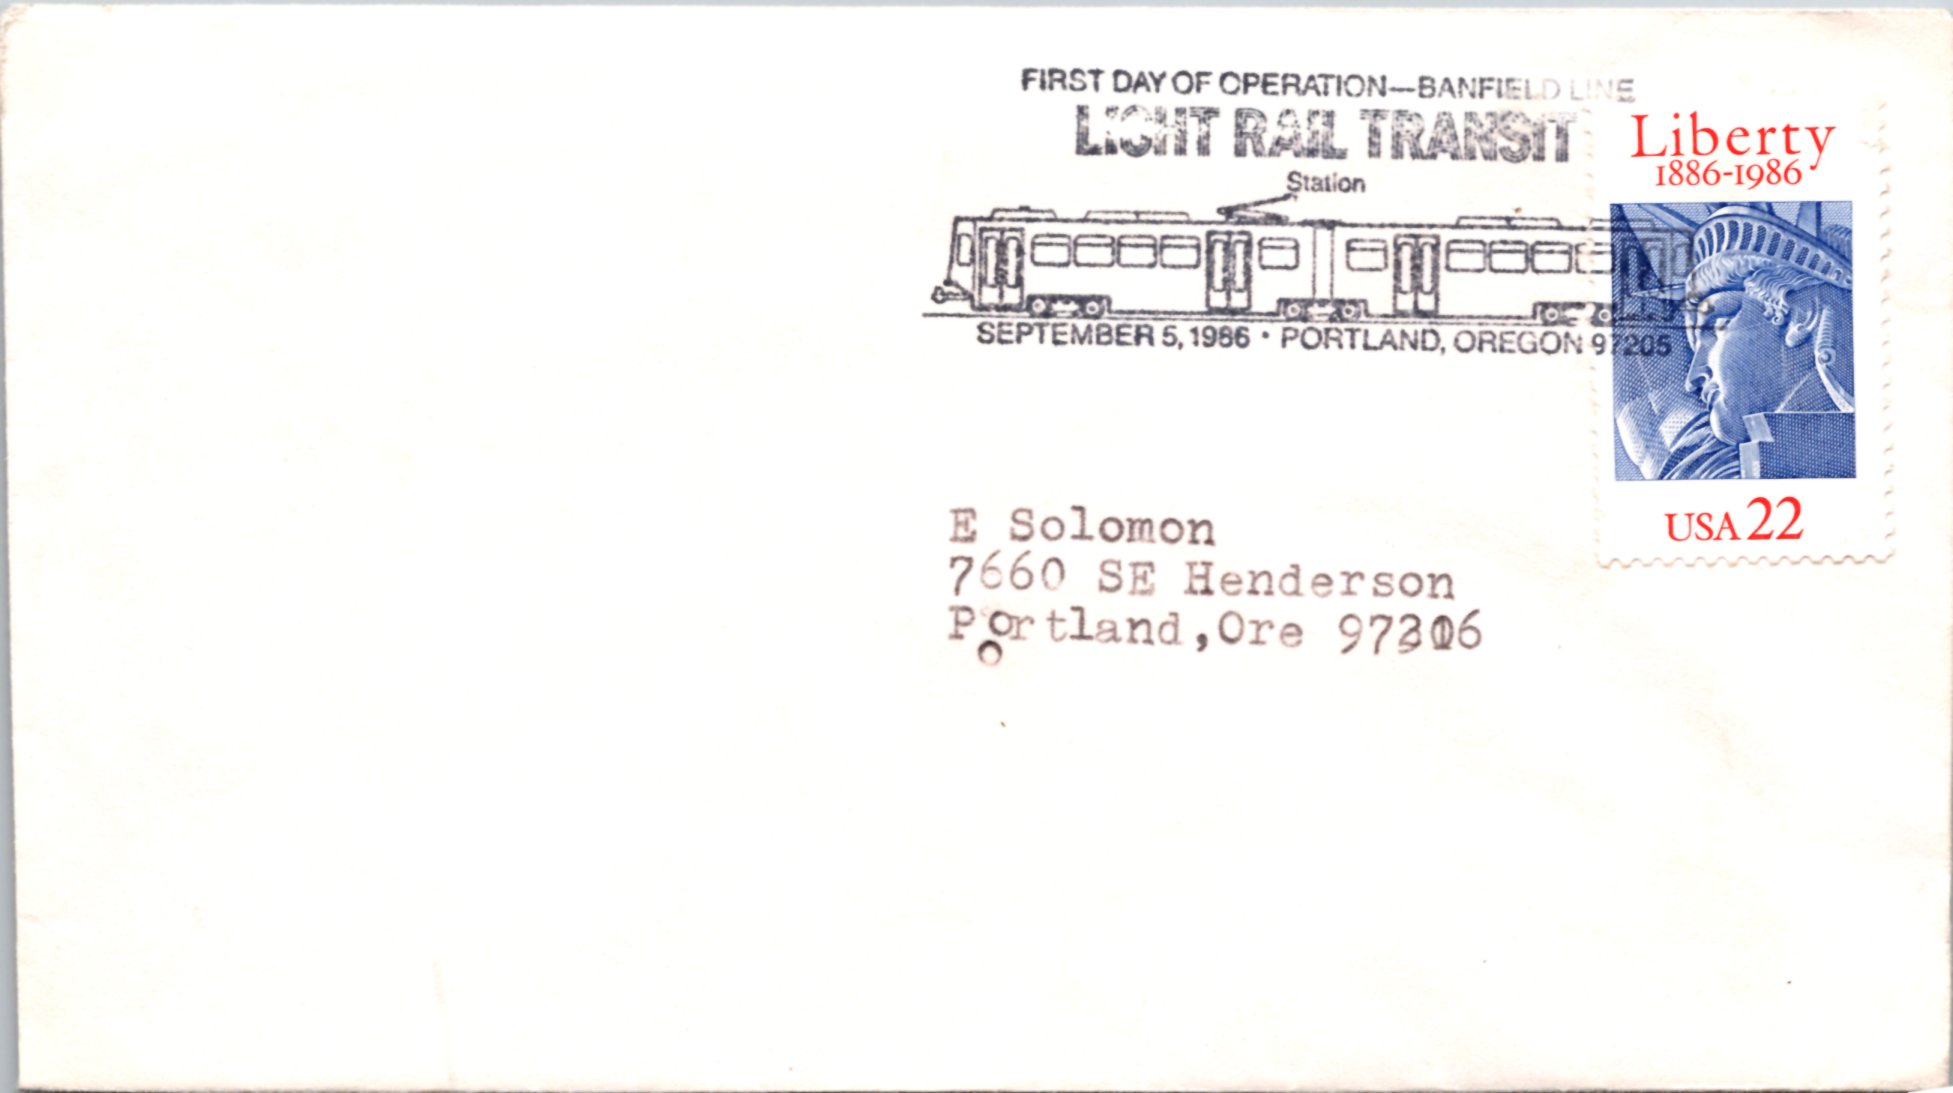 FIRST DAY OF OPERATION—BANFIELD LINE
LIGHT RAIL TRANSIT
Station
SEPTEMBER 5, 1986 • PORTLAND, OREGON 97205
Liberty
1886-1986
USA 22
E Solomon
7660 SE Henderson
Portland,Ore